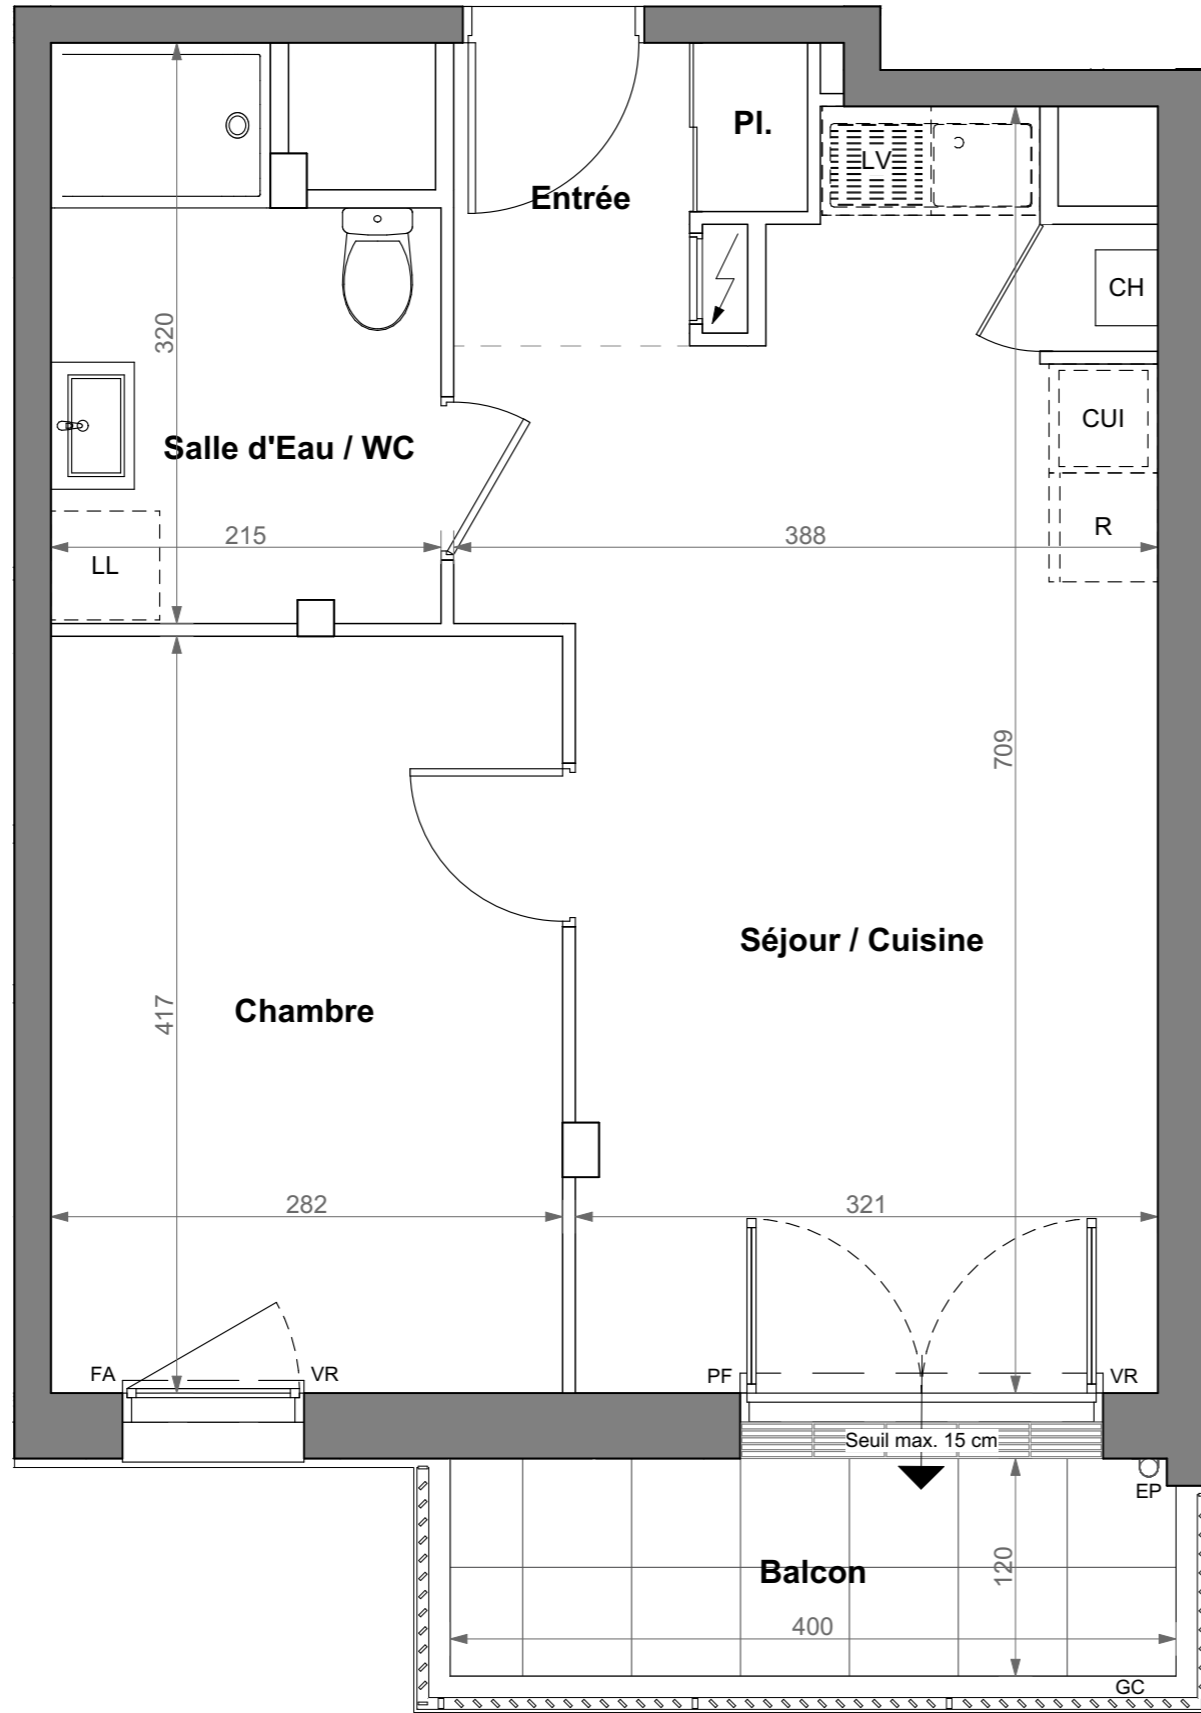 Pl.
LV
Entrée
CH
320
CUI
Salle d'Eau / WC
R
215
388
LL
709
Séjour / Cuisine
Chambre
417
282
321
FA
VR
PF
VR
Seuil max. 15 cm
EP
Balcon
120
400
GC